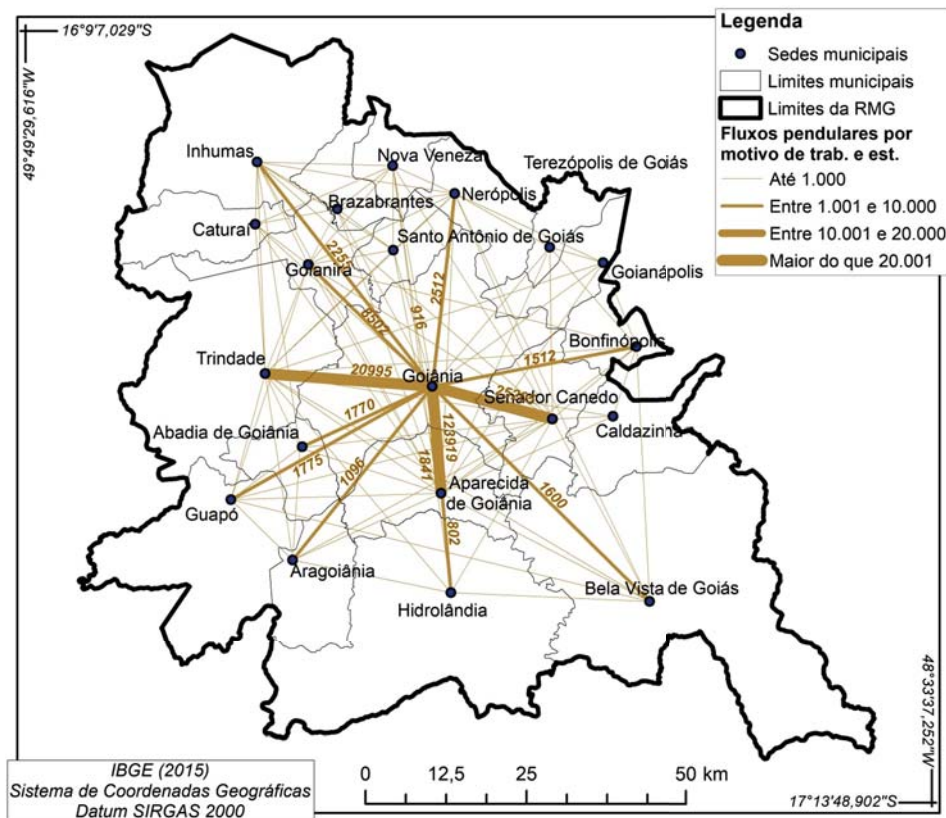 16°9'7,029"S
49°49'29,616"W
Legenda
Sedes municipais
Limites municipais
Limites da RMG
Fluxos pendulares por
motivo de trab. e est.
Até 1.000
Entre 1.001 e 10.000
Entre 10.001 e 20.000
Maior do que 20.001
Inhumas
Nova Veneza
Terezópolis de Goiás
Nerópolis
Brazabrantes
Caturaí
Santo Antônio de Goiás
Goianira
Goianápolis
2255
2512
8502
916
Bonfinópolis
1512
Trindade
20995
Goiânia
Senador Canedo
Caldazinha
1770
Abadia de Goiânia
1775
1096
123919
1841
1600
Aparecida
de Goiânia
Guapó
802
Aragoiânia
Bela Vista de Goiás
Hidrolândia
48°33'37,252"W
IBGE (2015)
Sistema de Coordenadas Geográficas
Datum SIRGAS 2000
0 12,5 25 50 km
17°13'48,902"S